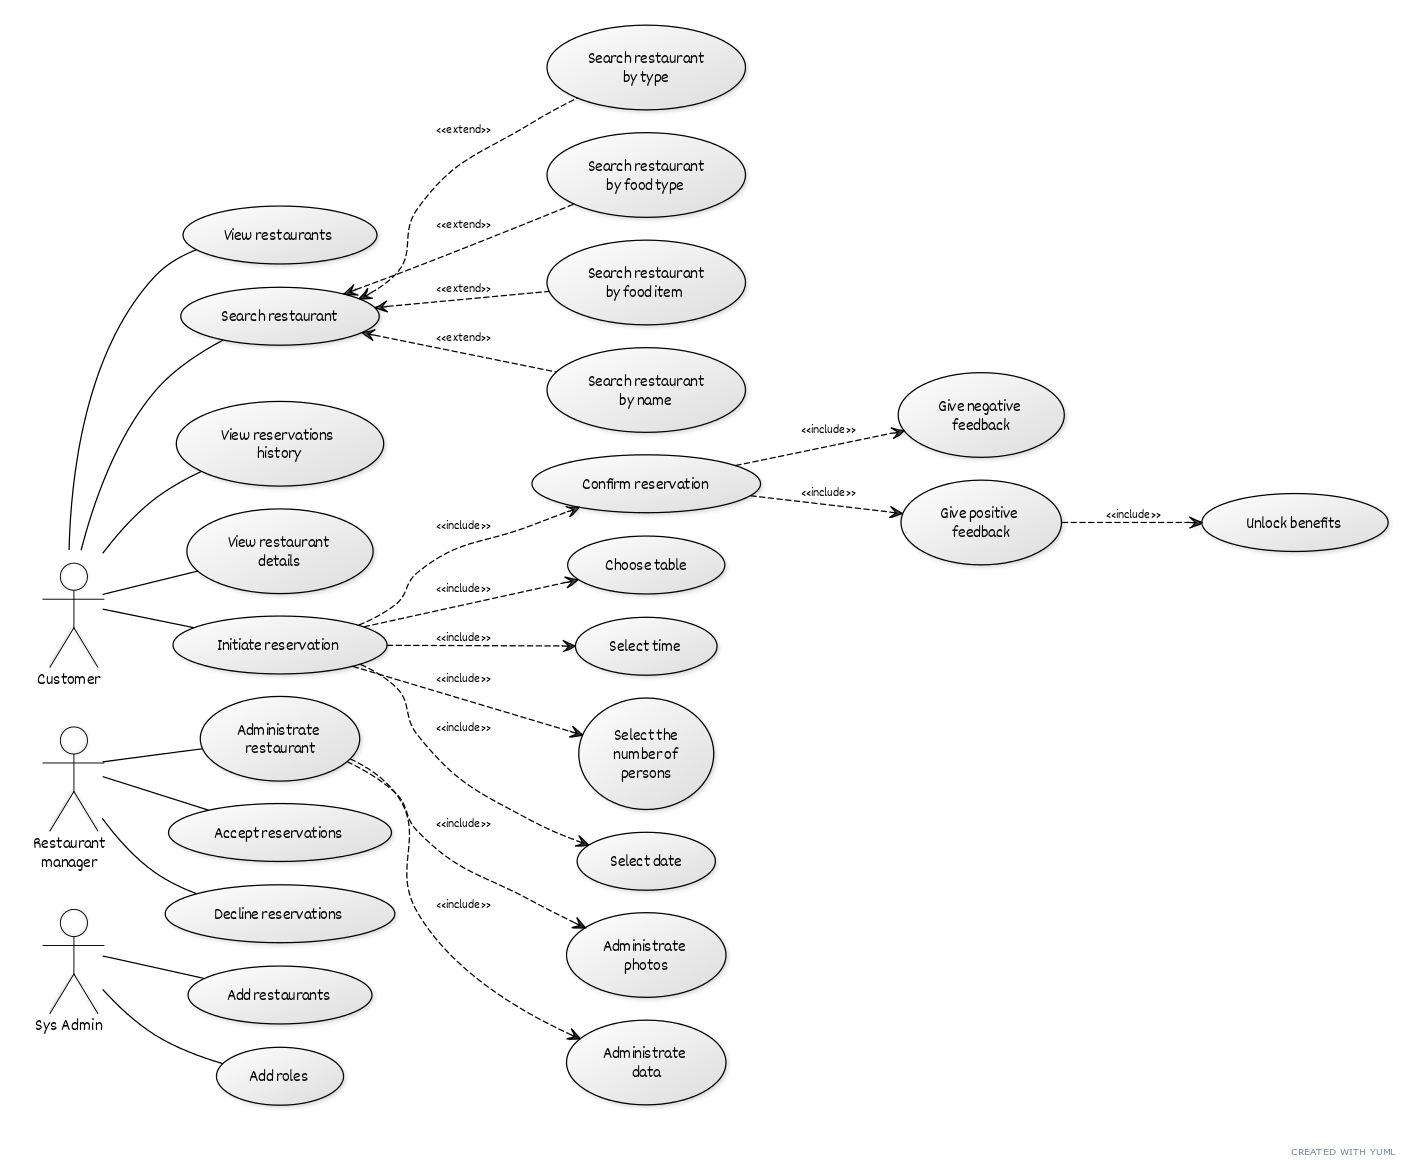 Search restaurant
by type
<<extend>>
Search restaurant
by food type
<<extend>>
View restaurants
Search restaurant
by food item
<<extend>>
Search restaurant
<<extend>>
Search restaurant
by name
View reservations
history
Give negative
feedback
<<include>>
Confirm reservation
<<include>>
Give positive
feedback
<<include>>
Unlock benefits
<<include>>
View restaurant
details
Choose table
<<include>>
Customer
Initiate reservation
<<include>>
Select time
<<include>>
Select the
number of
persons
<<include>>
Administrate
restaurant
Restaurant
manager
Accept reservations
<<include>>
Select date
Decline reservations
<<include>>
Administrate
photos
Sys Admin
Add restaurants
Administrate
data
Add roles
CREATED WITH YUML